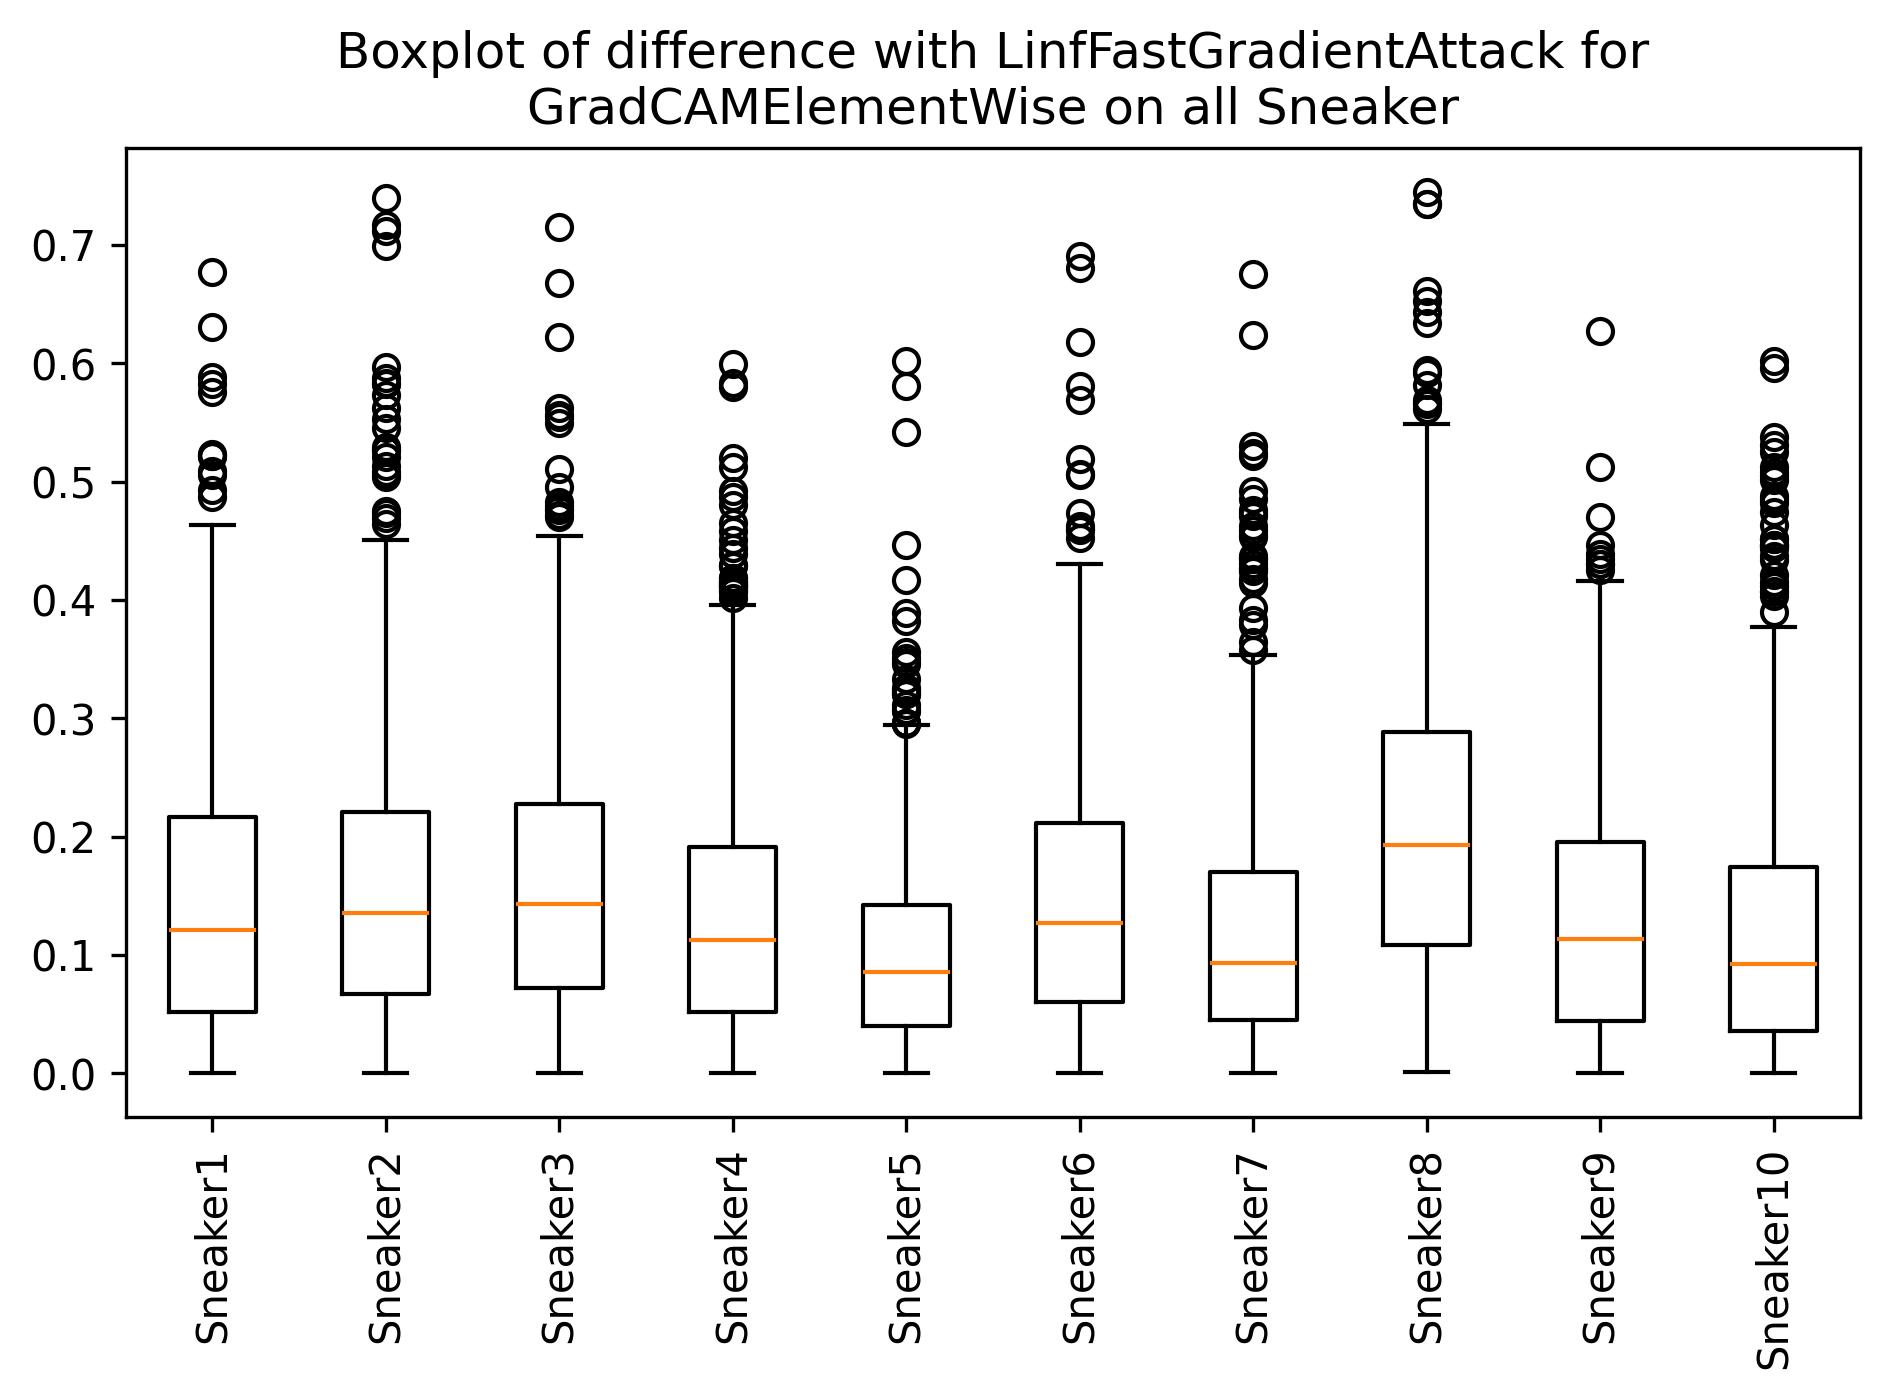 Boxplot of difference with LinfFastGradientAttack for
GradCAMElementWise on all Sneaker
0.7
0.6
0.5
0.4
0.3
0.2
0.1
0.0
Sneaker1
Sneaker2
Sneaker3
Sneaker4
Sneaker5
Sneaker6
Sneaker7
Sneaker8
Sneaker9
Sneaker10